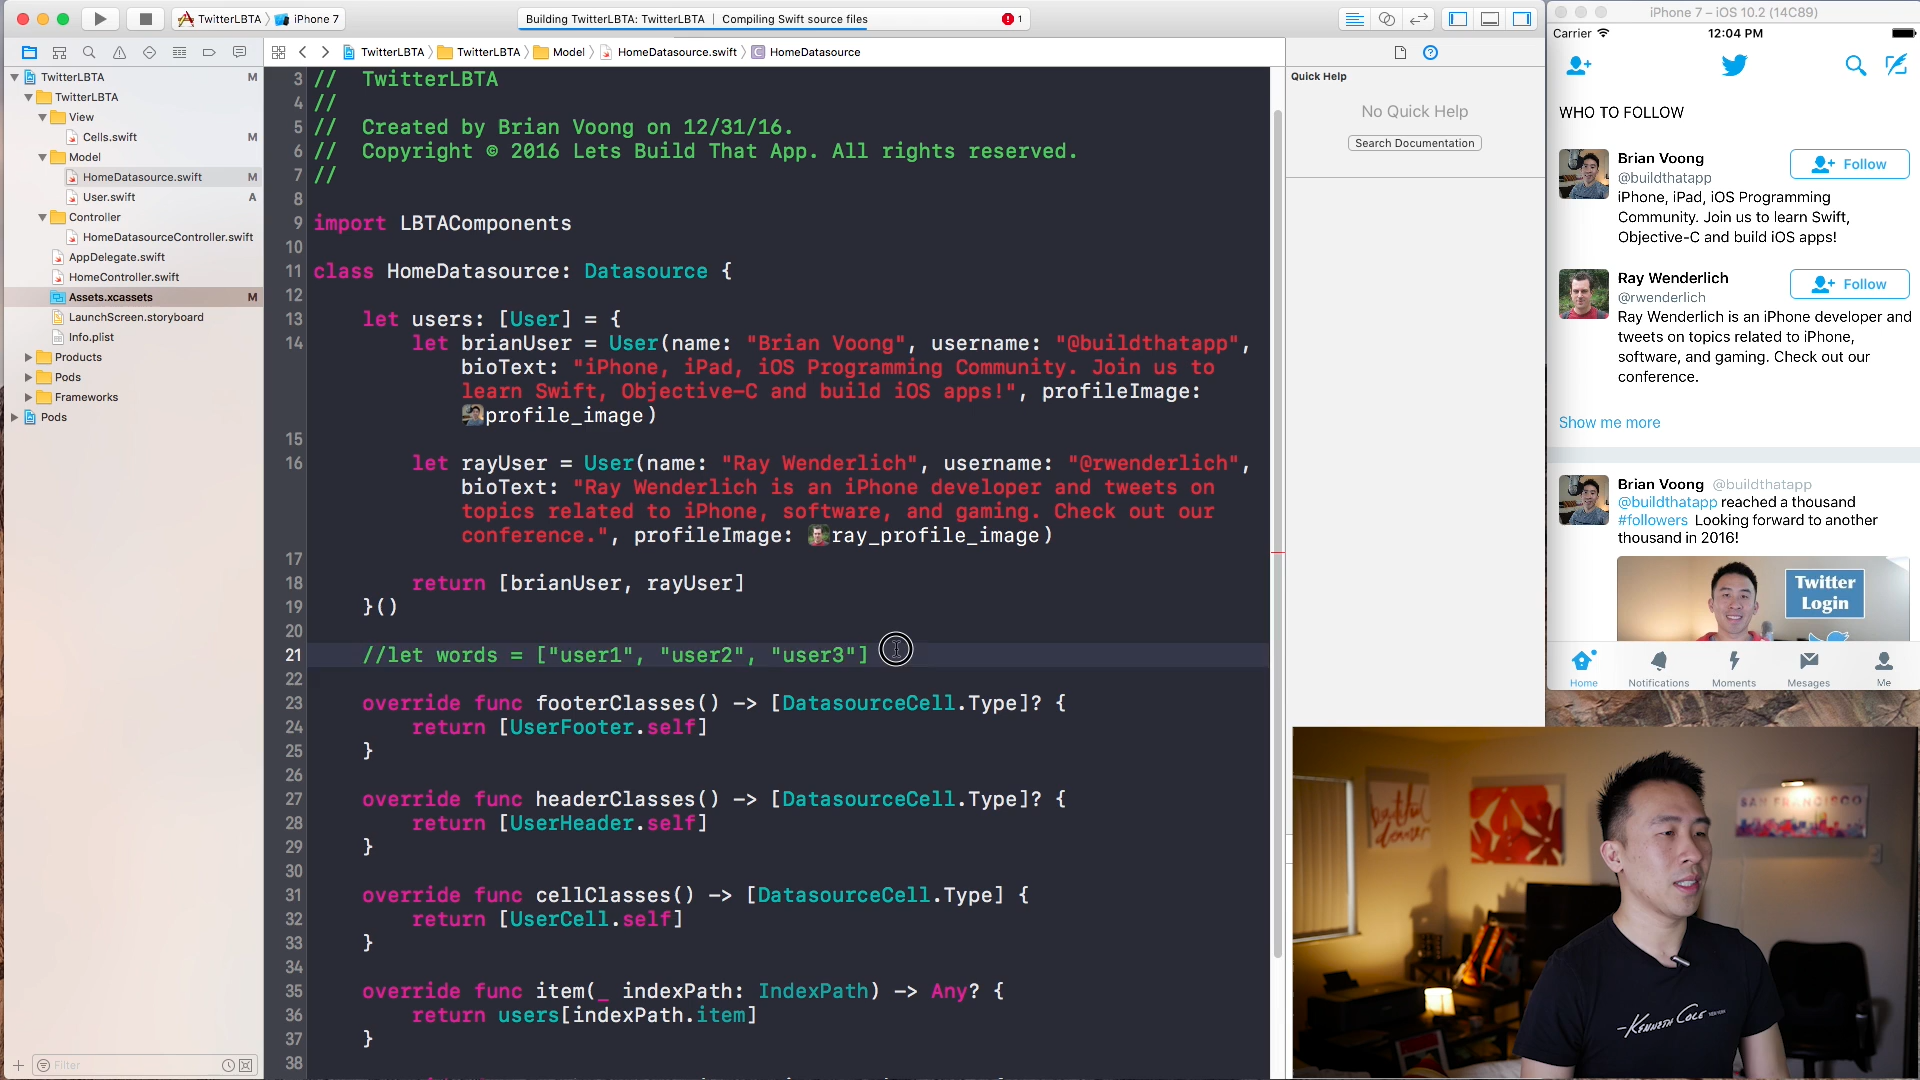 TwitterLBTA
iPhone 7
Building TwitterLBTA: TwitterLBTA | Compiling Swift source files
1
TwitterLBTA
TwitterLBTA
Model
HomeDatasource.swift
HomeDatasource
TwitterLBTA M
TwitterLBTA
View
Cells.swift M
Model
HomeDatasource.swift M
User.swift A
Controller
HomeDatasourceController.swift
AppDelegate.swift
HomeController.swift
Assets.xcassets M
LaunchScreen.storyboard
Info.plist
Products
Pods
Frameworks
Pods
Filter
3 // TwitterLBTA
4 //
5 // Created by Brian Voong on 12/31/16.
6 // Copyright © 2016 Lets Build That App. All rights reserved.
7 //
8
9 import LBTAComponents
10
11 class HomeDatasource: Datasource {
12
13 let users: [User] = {
14 let brianUser = User(name: "Brian Voong", username: "@buildthatapp",
bioText: "iPhone, iPad, iOS Programming Community. Join us to
learn Swift, Objective-C and build iOS apps!", profileImage:
profile_image)
15
16 let rayUser = User(name: "Ray Wenderlich", username: "@rwenderlich",
bioText: "Ray Wenderlich is an iPhone developer and tweets on
topics related to iPhone, software, and gaming. Check out our
conference.", profileImage: ray_profile_image)
17
18 return [brianUser, rayUser]
19 }()
20
21 //let words = ["user1", "user2", "user3"]
22
23 override func footerClasses() -> [DatasourceCell.Type]? {
24 return [UserFooter.self]
25 }
26
27 override func headerClasses() -> [DatasourceCell.Type]? {
28 return [UserHeader.self]
29 }
30
31 override func cellClasses() -> [DatasourceCell.Type] {
32 return [UserCell.self]
33 }
34
35 override func item(_ indexPath: IndexPath) -> Any? {
36 return users[indexPath.item]
37 }
38
Quick Help
No Quick Help
Search Documentation
iPhone 7 – iOS 10.2 (14C89)
Carrier 12:04 PM
WHO TO FOLLOW
Brian Voong
@buildthatapp
Follow
iPhone, iPad, iOS Programming
Community. Join us to learn Swift,
Objective-C and build iOS apps!
Ray Wenderlich
@rwenderlich
Follow
Ray Wenderlich is an iPhone developer and
tweets on topics related to iPhone,
software, and gaming. Check out our
conference.
Show me more
Brian Voong @buildthatapp
@buildthatapp reached a thousand
#followers Looking forward to another
thousand in 2016!
Twitter
Login
Home
Notifications
Moments
Mesages
Me
beautiful
SAN FRANCISCO
KENNETH COLE